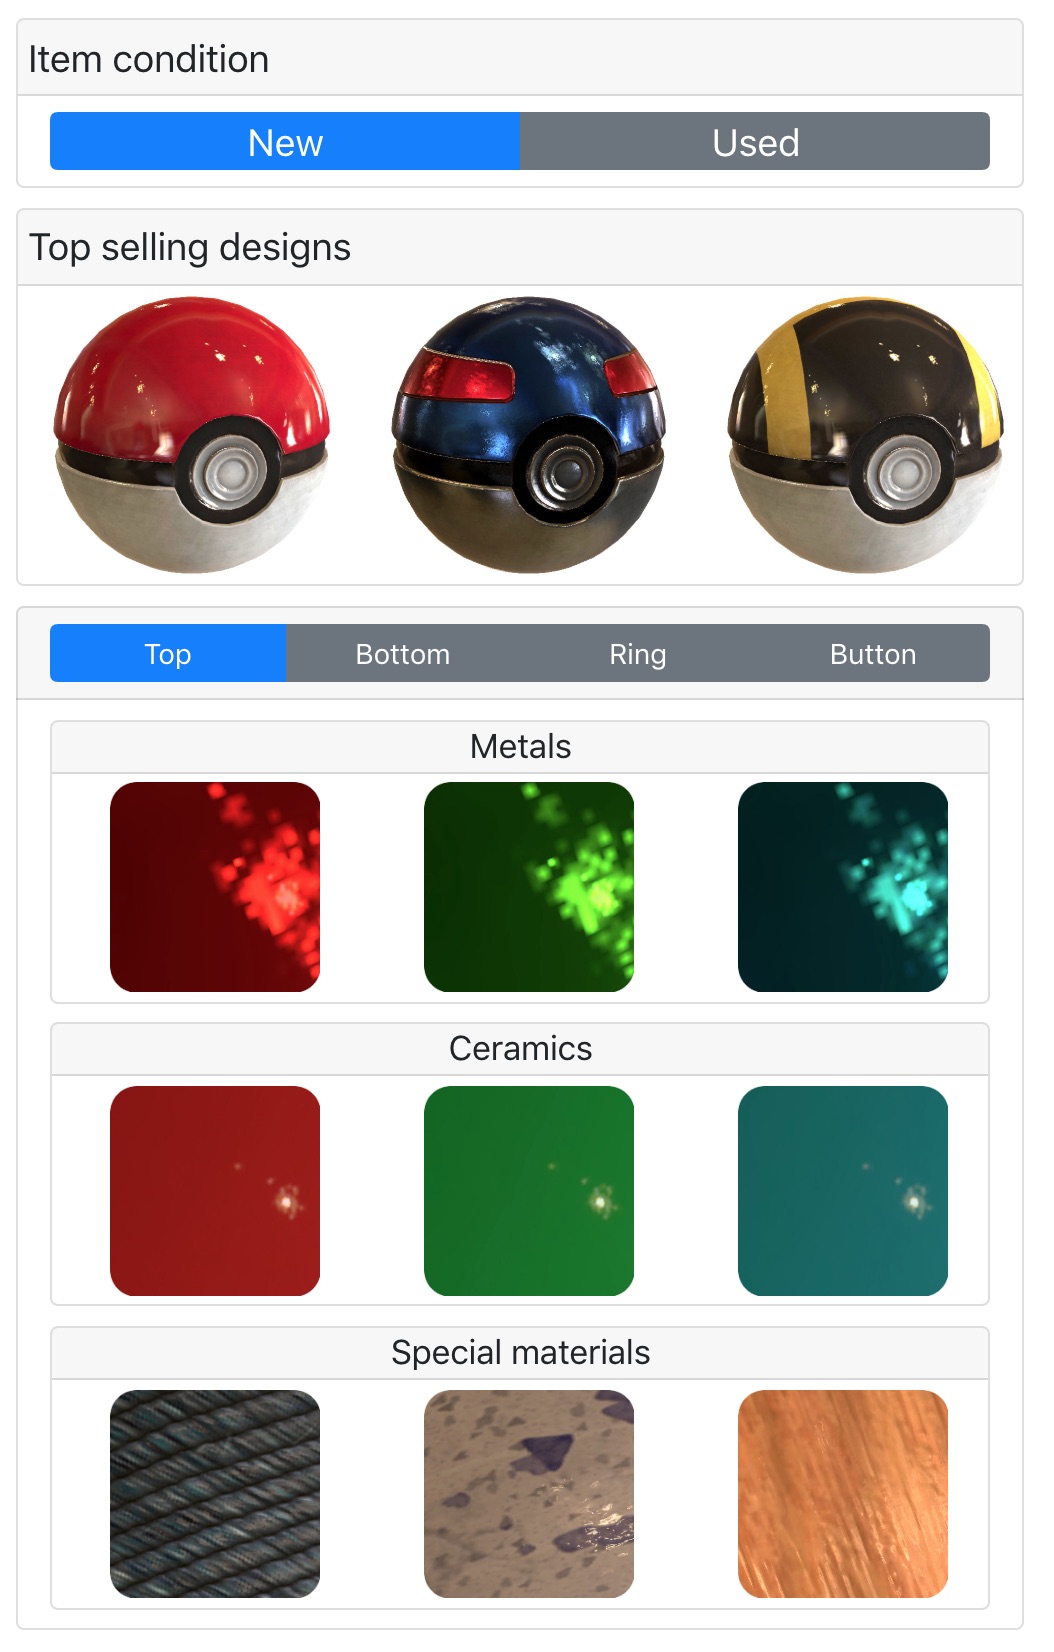 Item condition
New Used
Top selling designs
Top Bottom Ring Button
Metals
Ceramics
Special materials